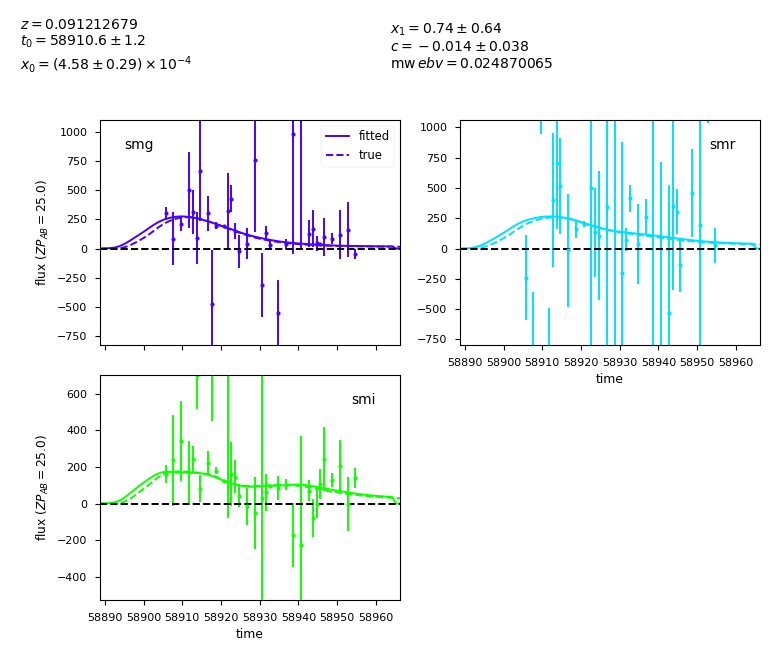 z = 0.091212679
t₀ = 58910.6 ± 1.2
x₀ = (4.58 ± 0.29) × 10⁻⁴
x₁ = 0.74 ± 0.64
c = −0.014 ± 0.038
mw ebv = 0.024870065
smg
fitted
true
1000
750
500
250
0
−250
−500
−750
flux (ZP_AB = 25.0)
smr
1000
750
500
250
0
−250
−500
−750
58890 58900 58910 58920 58930 58940 58950 58960
time
smi
600
400
200
0
−200
−400
flux (ZP_AB = 25.0)
58890 58900 58910 58920 58930 58940 58950 58960
time